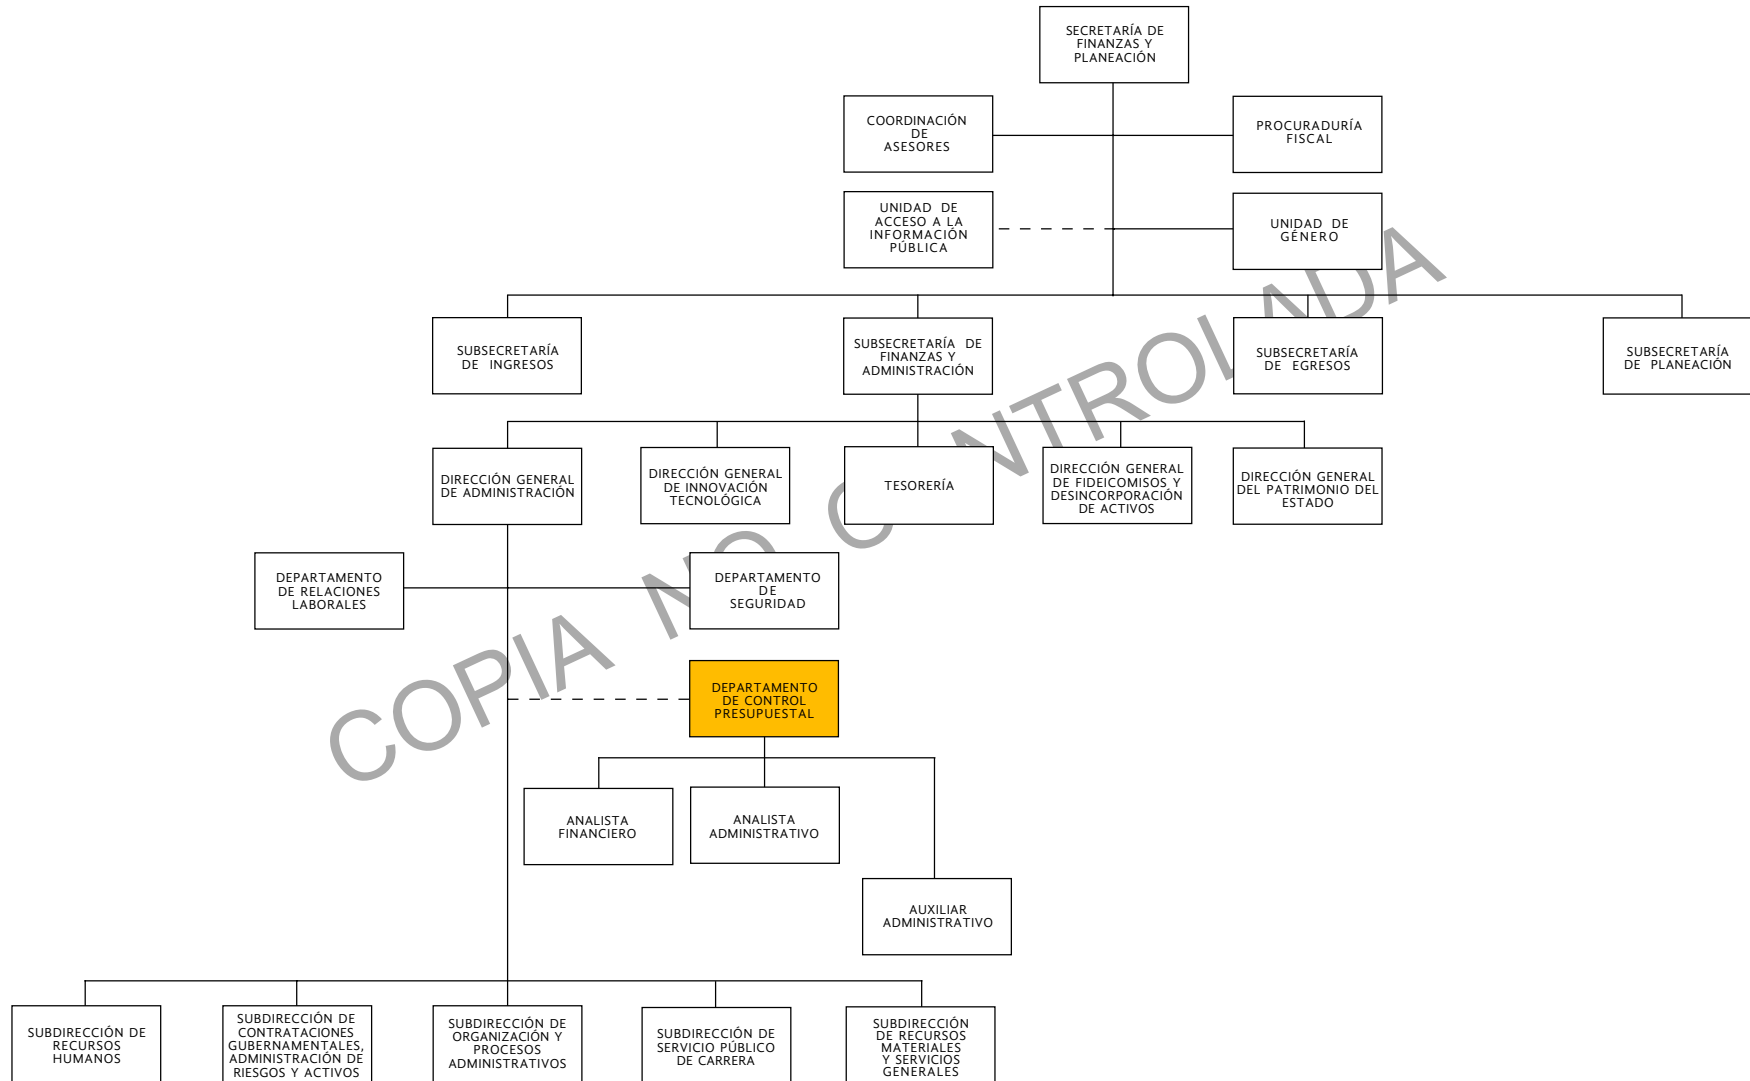 SECRETARÍA DE
FINANZAS Y
PLANEACIÓN
COORDINACIÓN
DE
ASESORES
PROCURADURÍA
FISCAL
UNIDAD DE
ACCESO A LA
INFORMACIÓN
PÚBLICA
UNIDAD DE
GÉNERO
SUBSECRETARÍA
DE INGRESOS
SUBSECRETARÍA DE
FINANZAS Y
ADMINISTRACIÓN
SUBSECRETARÍA
DE EGRESOS
SUBSECRETARÍA
DE PLANEACIÓN
DIRECCIÓN GENERAL
DE ADMINISTRACIÓN
DIRECCIÓN GENERAL
DE INNOVACIÓN
TECNOLÓGICA
TESORERÍA
DIRECCIÓN GENERAL
DE FIDEICOMISOS Y
DESINCORPORACIÓN
DE ACTIVOS
DIRECCIÓN GENERAL
DEL PATRIMONIO DEL
ESTADO
DEPARTAMENTO
DE RELACIONES
LABORALES
DEPARTAMENTO
DE
SEGURIDAD
DEPARTAMENTO
DE CONTROL
PRESUPUESTAL
ANALISTA
FINANCIERO
ANALISTA
ADMINISTRATIVO
AUXILIAR
ADMINISTRATIVO
SUBDIRECCIÓN DE
RECURSOS
HUMANOS
SUBDIRECCIÓN DE
CONTRATACIONES
GUBERNAMENTALES,
ADMINISTRACIÓN DE
RIESGOS Y ACTIVOS
SUBDIRECCIÓN DE
ORGANIZACIÓN Y
PROCESOS
ADMINISTRATIVOS
SUBDIRECCIÓN DE
SERVICIO PÚBLICO
DE CARRERA
SUBDIRECCIÓN
DE RECURSOS
MATERIALES
Y SERVICIOS
GENERALES
COPIA NO CONTROLADA